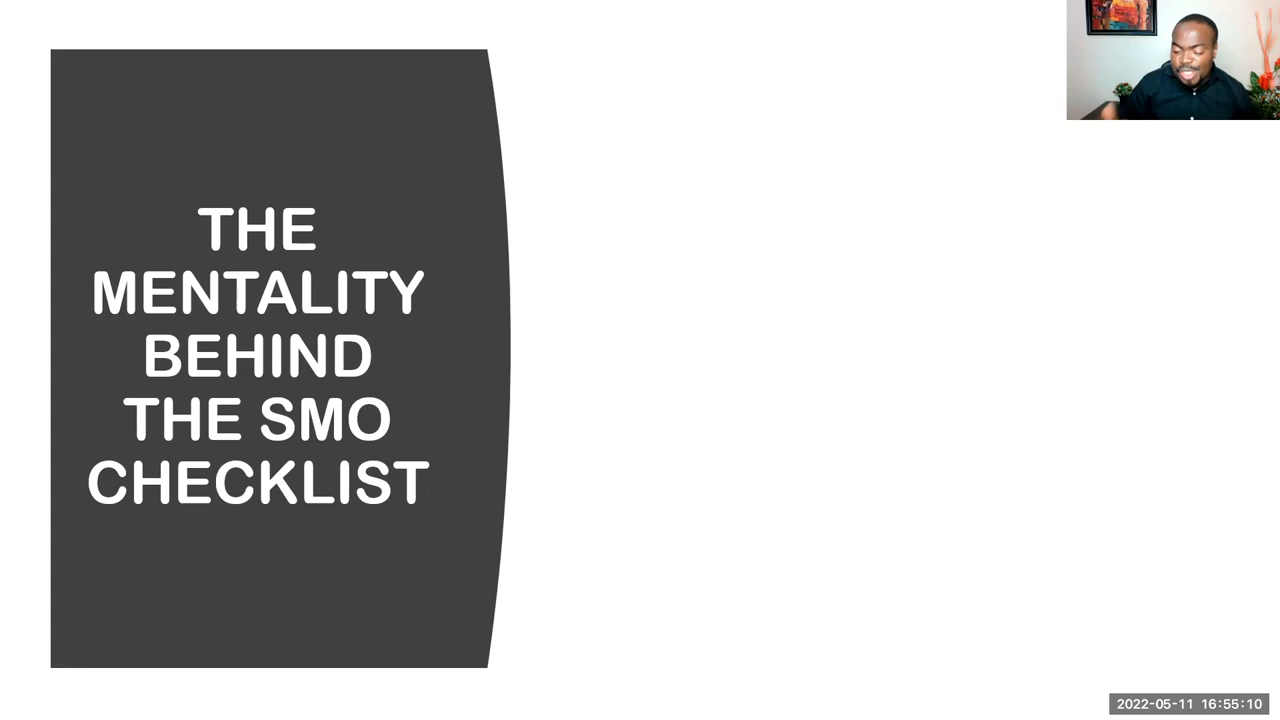 THE
MENTALITY
BEHIND
THE SMO
CHECKLIST
2022-05-11 16:55:10